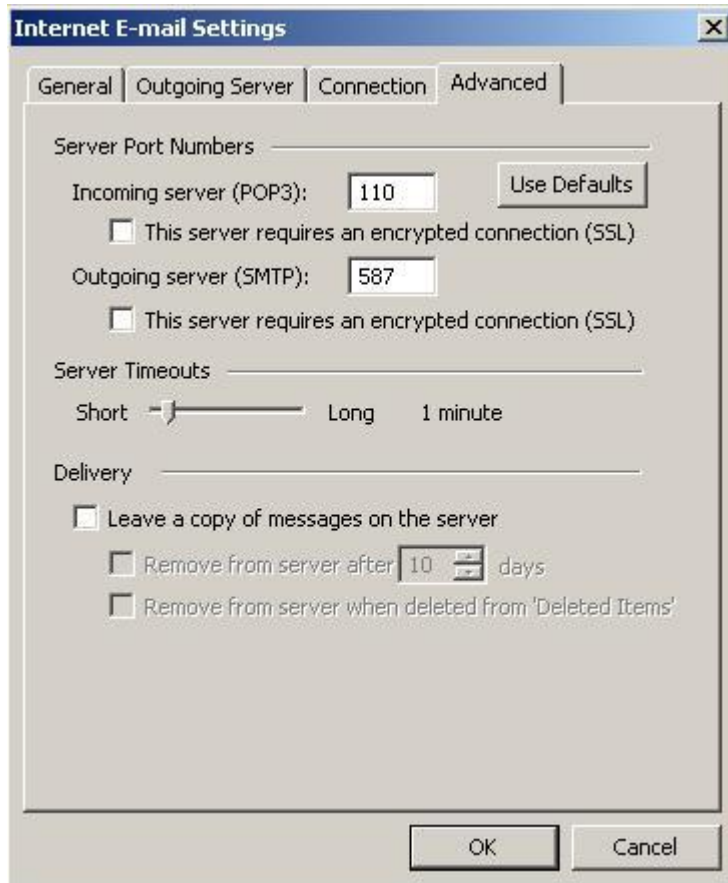 Internet E-mail Settings
General Outgoing Server Connection Advanced
Server Port Numbers
Incoming server (POP3): 110 Use Defaults
This server requires an encrypted connection (SSL)
Outgoing server (SMTP): 587
This server requires an encrypted connection (SSL)
Server Timeouts
Short Long 1 minute
Delivery
Leave a copy of messages on the server
Remove from server after 10 days
Remove from server when deleted from 'Deleted Items'
OK Cancel